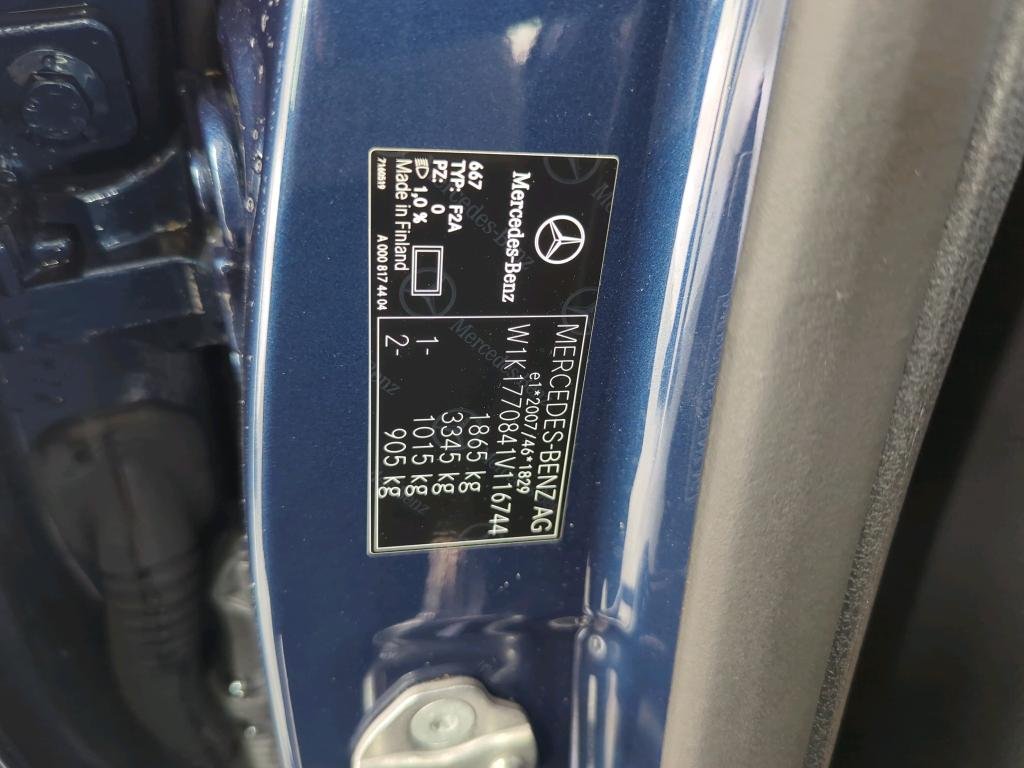 Mercedes-Benz
667
TYP: F2A
PZ: 0
1,0 %
Made in Finland
7140519
A 000 817 44 04
MERCEDES-BENZ AG
e1*2007/46*1829
W1K1770841V116744
1865 kg
3345 kg
1- 1015 kg
2- 905 kg